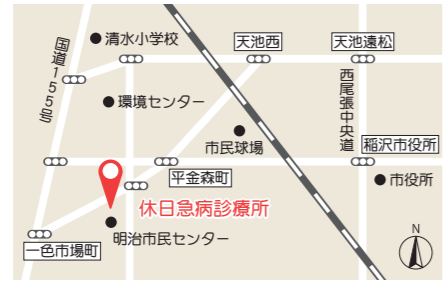 清水小学校
天池西
天池遠松
国道155号
環境センター
市民球場
西尾張中央道
稲沢市役所
平金森町
市役所
休日急病診療所
明治市民センター
一色市場町
N